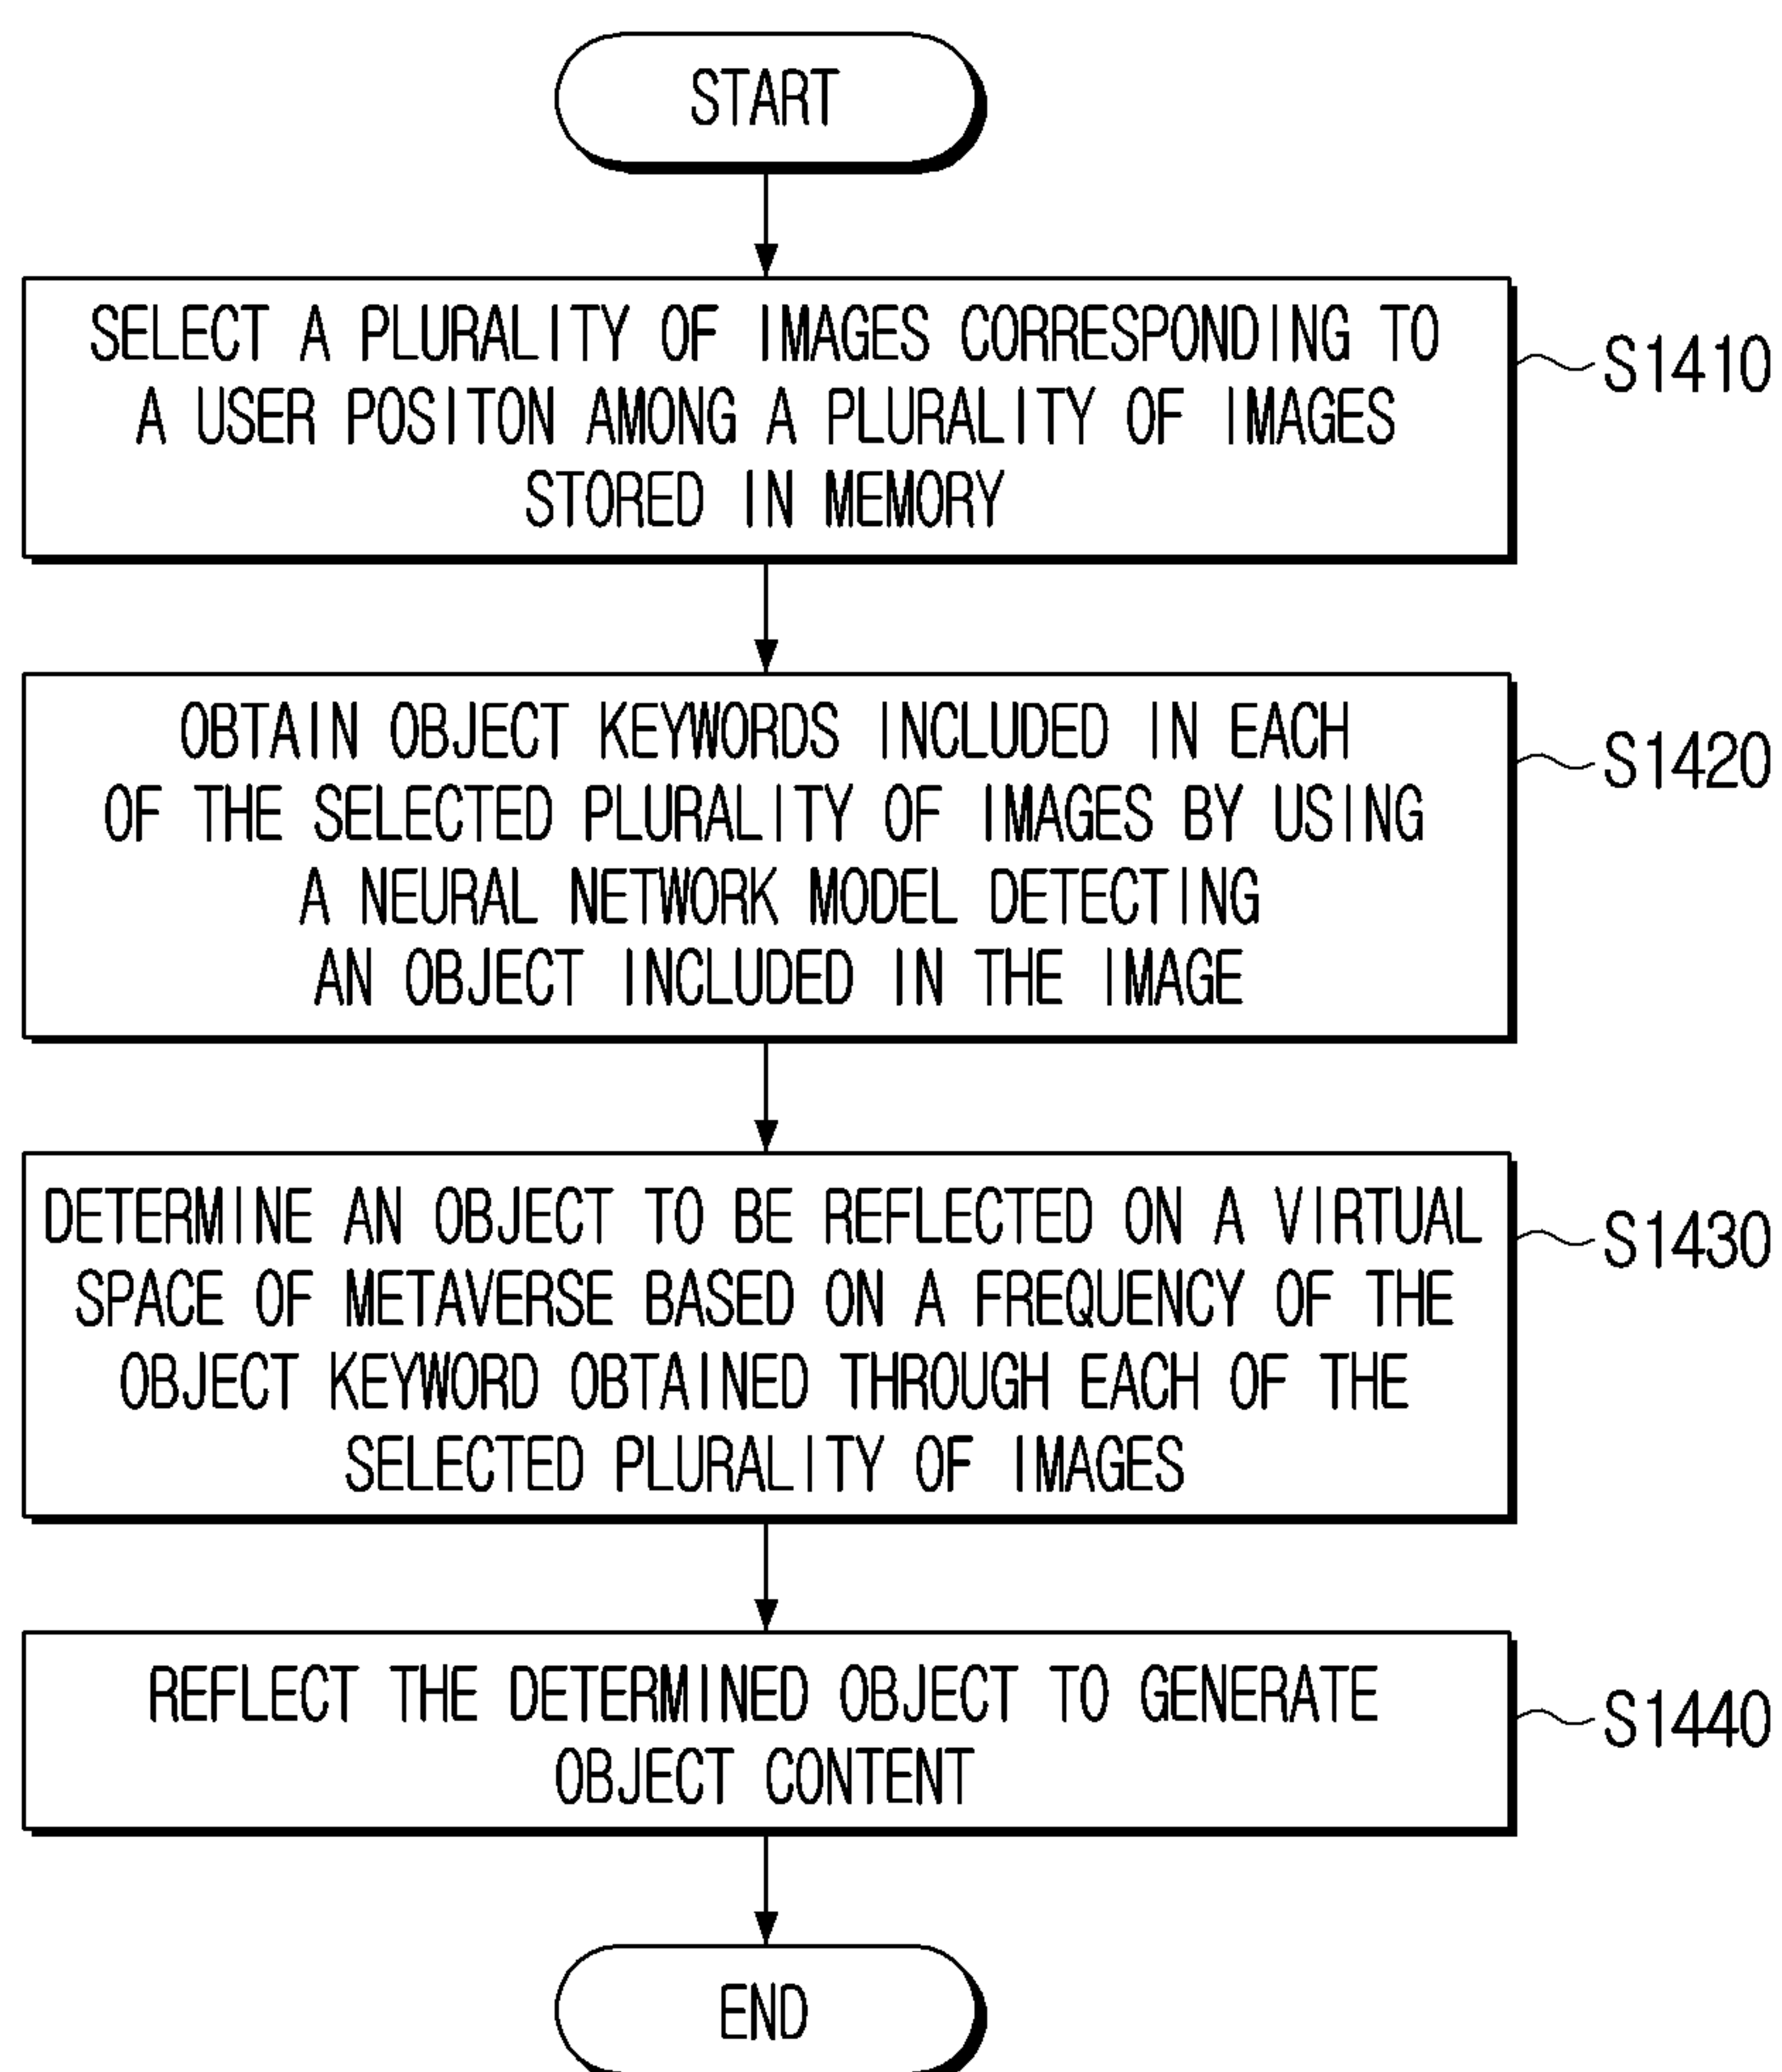 START
SELECT A PLURALITY OF IMAGES CORRESPONDING TO
A USER POSITON AMONG A PLURALITY OF IMAGES
STORED IN MEMORY
S1410
OBTAIN OBJECT KEYWORDS INCLUDED IN EACH
OF THE SELECTED PLURALITY OF IMAGES BY USING
A NEURAL NETWORK MODEL DETECTING
AN OBJECT INCLUDED IN THE IMAGE
S1420
DETERMINE AN OBJECT TO BE REFLECTED ON A VIRTUAL
SPACE OF METAVERSE BASED ON A FREQUENCY OF THE
OBJECT KEYWORD OBTAINED THROUGH EACH OF THE
SELECTED PLURALITY OF IMAGES
S1430
REFLECT THE DETERMINED OBJECT TO GENERATE
OBJECT CONTENT
S1440
END